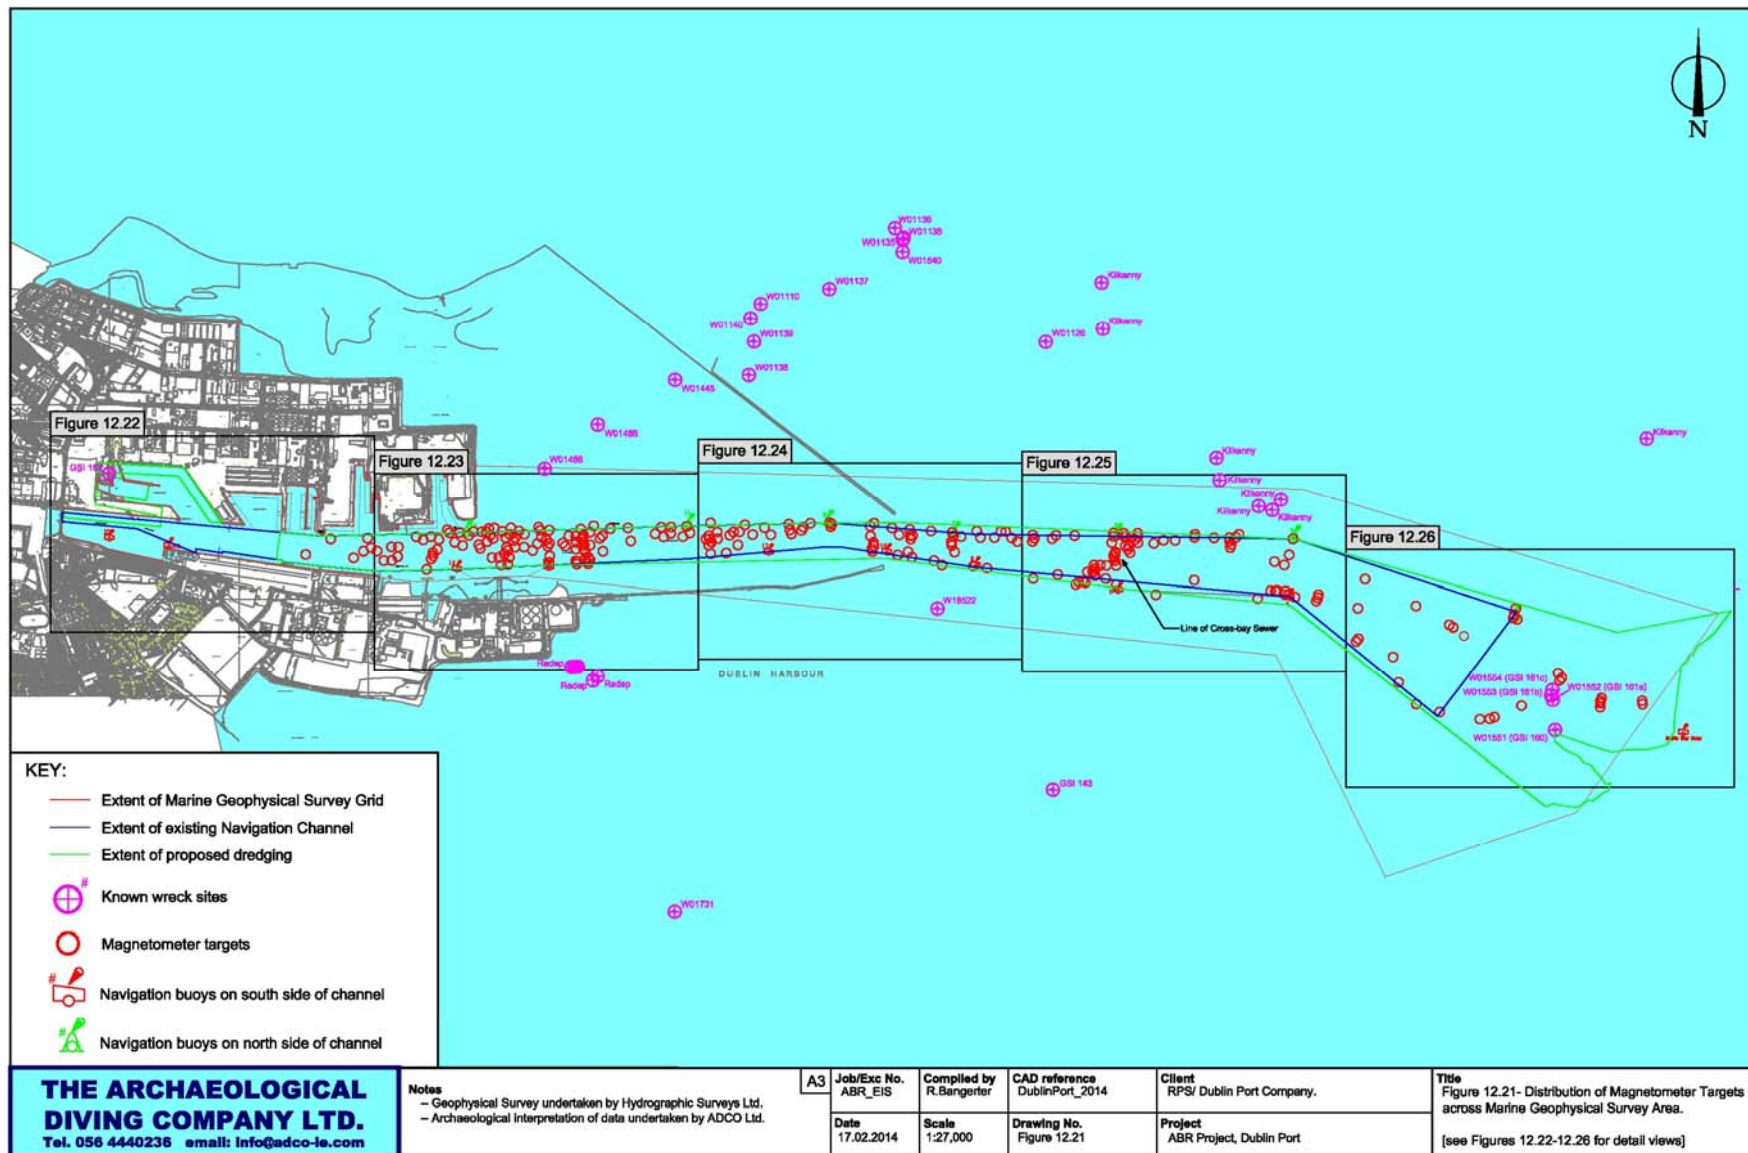 N
W01136
W01138
W01135
W01540
W01137
W01110
W01140
W01139
W01138
W01445
W01488
W01486
Kilkenny
Kilkenny
W01126
Kilkenny
Kilkenny
Kilkenny
Kilkenny
Kilkenny
Kilkenny
Figure 12.22
Figure 12.23
Figure 12.24
Figure 12.25
Figure 12.26
W18522
Line of Cross-bay Sewer
Redep
Redep
Redep
DUBLIN HARBOUR
W01554 (GSI 161c)
W01552 (GSI 161a)
W01553 (GSI 161b)
W01551 (GSI 160)
GSI 143
W01731
KEY:
Extent of Marine Geophysical Survey Grid
Extent of existing Navigation Channel
Extent of proposed dredging
# Known wreck sites
Magnetometer targets
# Navigation buoys on south side of channel
# Navigation buoys on north side of channel
THE ARCHAEOLOGICAL
DIVING COMPANY LTD.
Tel. 056 4440236 email: info@adco-ie.com
Notes
– Geophysical Survey undertaken by Hydrographic Surveys Ltd.
– Archaeological interpretation of data undertaken by ADCO Ltd.
A3
Job/Exc No.
ABR_EIS
Compiled by
R.Bangerter
CAD reference
DublinPort_2014
Client
RPS/ Dublin Port Company.
Date
17.02.2014
Scale
1:27,000
Drawing No.
Figure 12.21
Project
ABR Project, Dublin Port
Title
Figure 12.21- Distribution of Magnetometer Targets
across Marine Geophysical Survey Area.
[see Figures 12.22-12.26 for detail views]